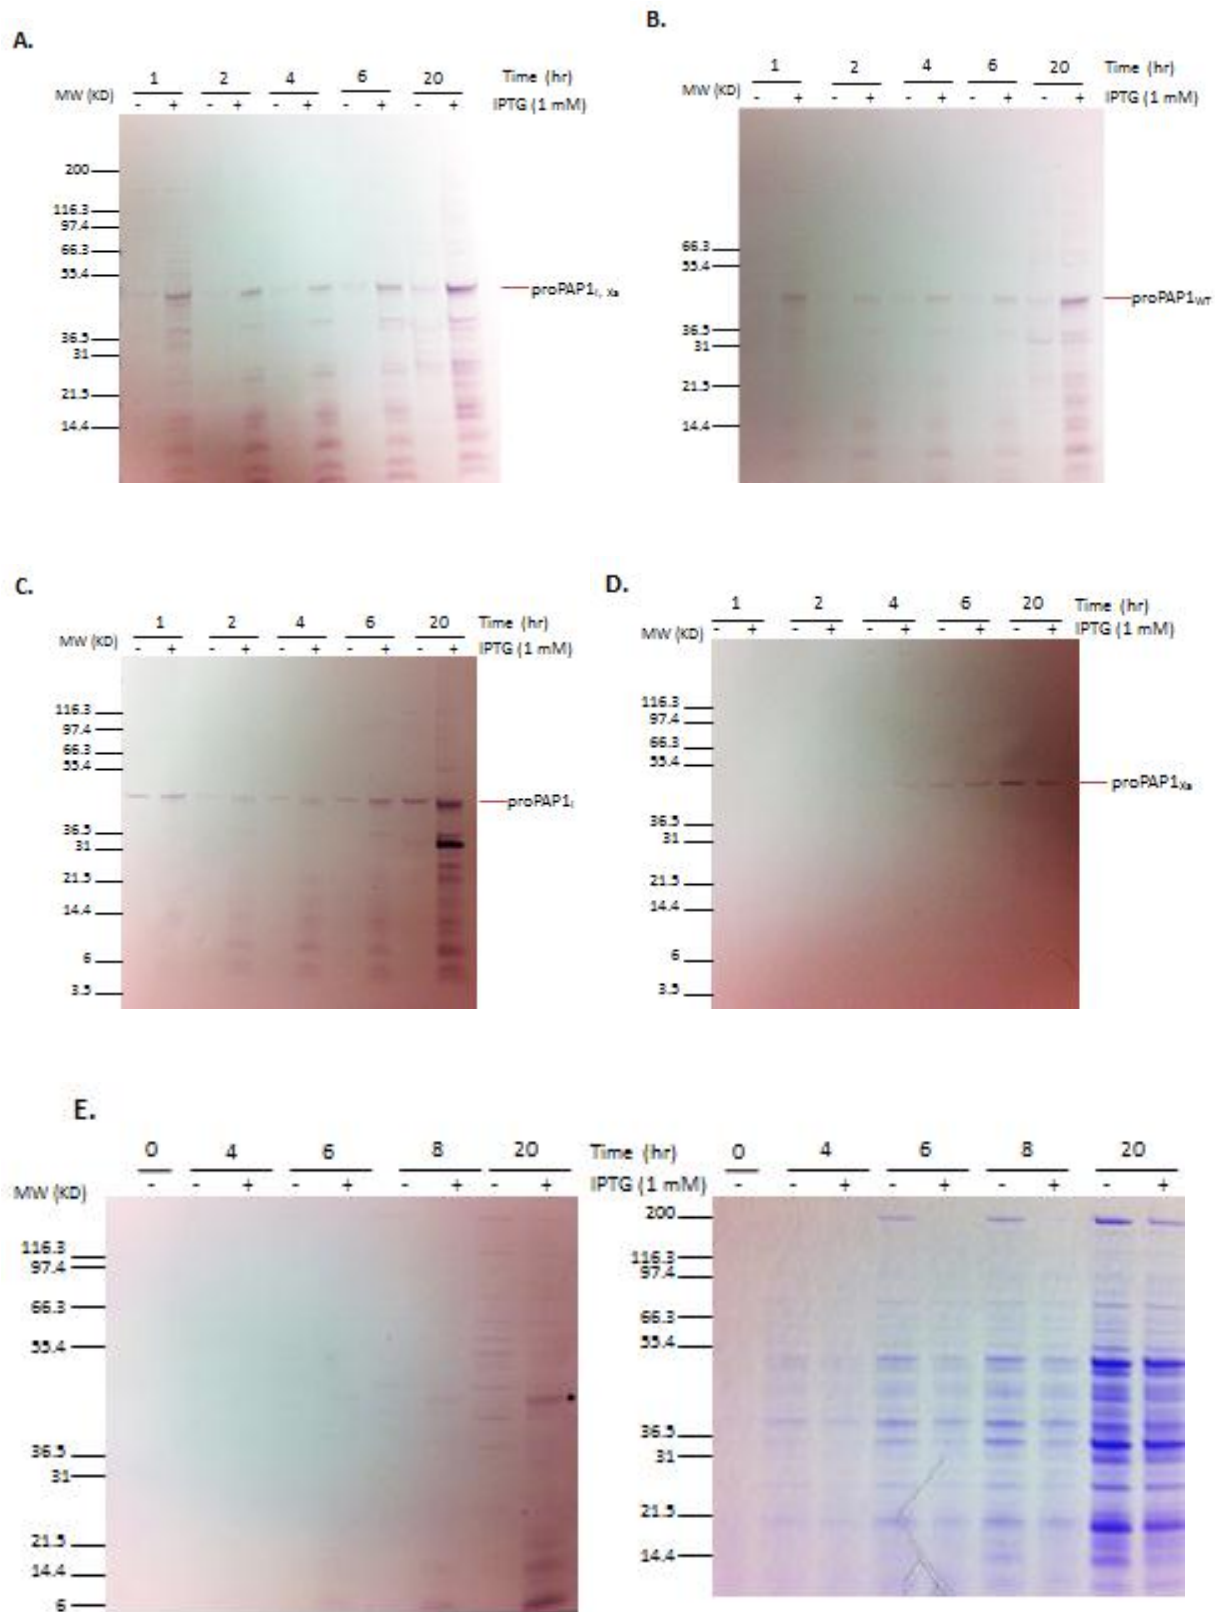 A.
1 2 4 6 20 Time (hr)
MW (KD) - + - + - + - + - + IPTG (1 mM)
200
116.3
97.4
66.3
55.4
proPAP1I, Xa
36.5
31
21.5
14.4
B.
1 2 4 6 20 Time (hr)
MW (KD) - + - + - + - + - + IPTG (1 mM)
66.3
55.4
proPAP1WT
36.5
31
21.5
14.4
C.
1 2 4 6 20 Time (hr)
MW (KD) - + - + - + - + - + IPTG (1 mM)
116.3
97.4
66.3
55.4
proPAP1I
36.5
31
21.5
14.4
6
3.5
D.
1 2 4 6 20 Time (hr)
MW (KD) - + - + - + - + - + IPTG (1 mM)
116.3
97.4
66.3
55.4
proPAP1Xa
36.5
31
21.5
14.4
6
3.5
E.
0 4 6 8 20 Time (hr) 0 4 6 8 20
MW (KD) - - + - + - + - + IPTG (1 mM) - - + - + - + - +
116.3
97.4
66.3
55.4
36.5
31
21.5
14.4
6
200
116.3
97.4
66.3
55.4
36.5
31
21.5
14.4